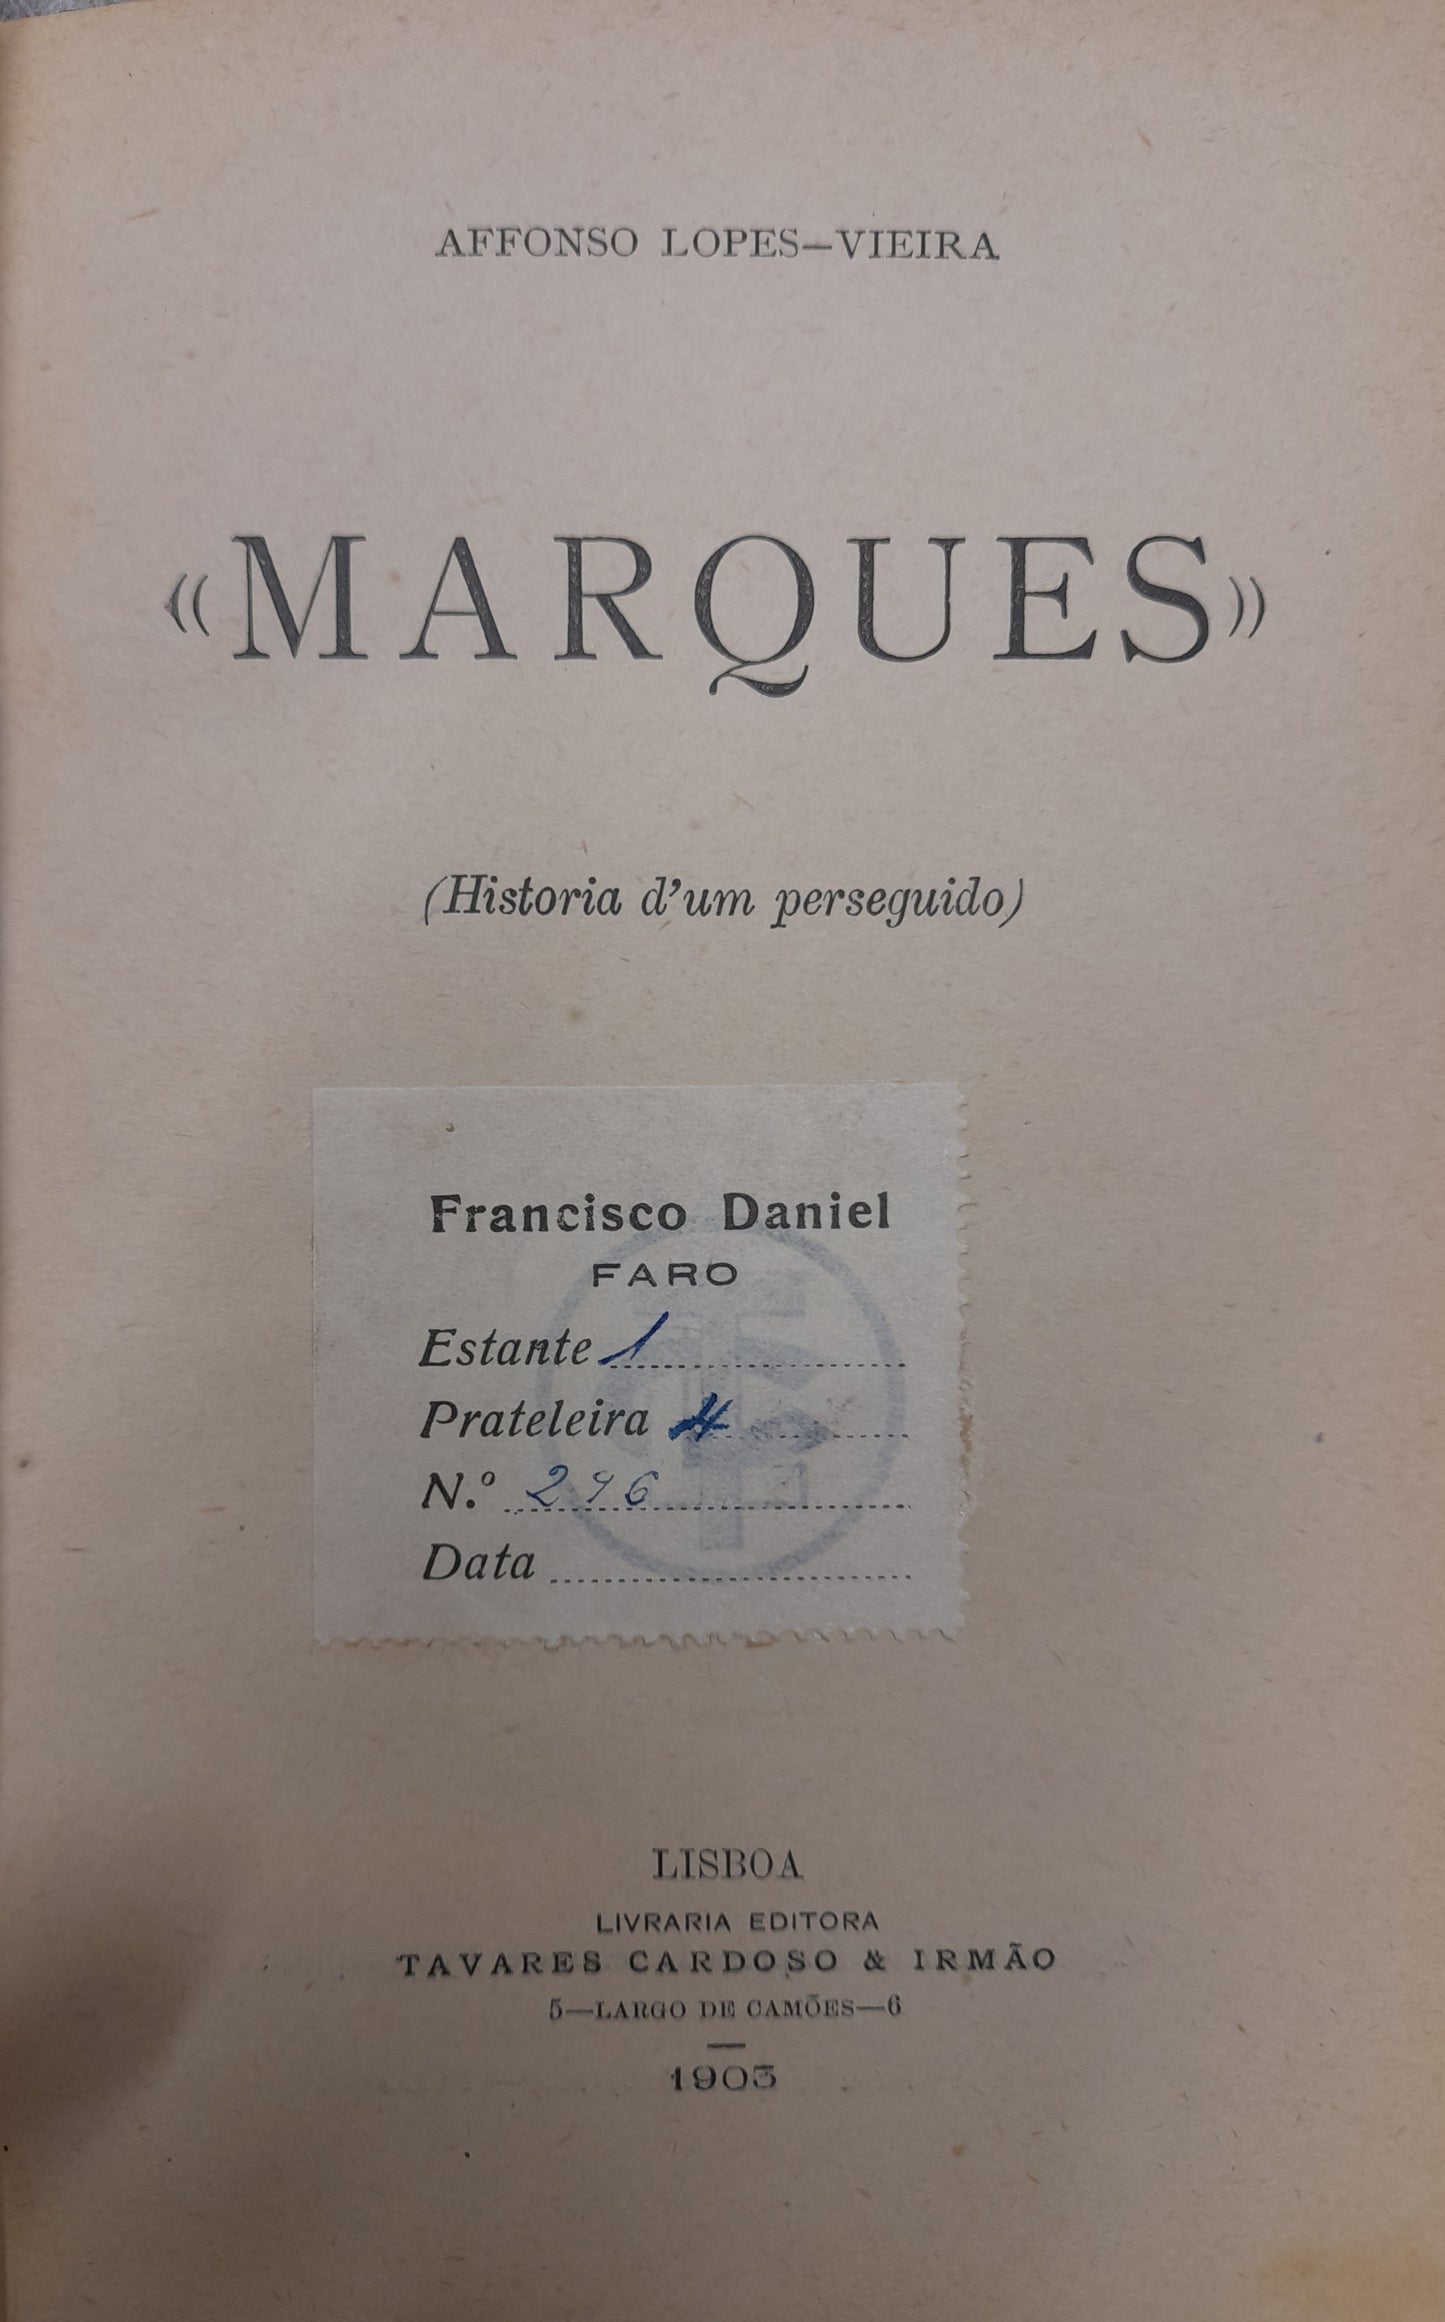 AFFONSO LOPES—VIEIRA
«MARQUES»
(Historia d'um perseguido)
Francisco Daniel
FARO
Estante 1
Prateleira 4
N.º 296
Data
LISBOA
LIVRARIA EDITORA
TAVARES CARDOSO & IRMÃO
5—LARGO DE CAMÕES—6
1903